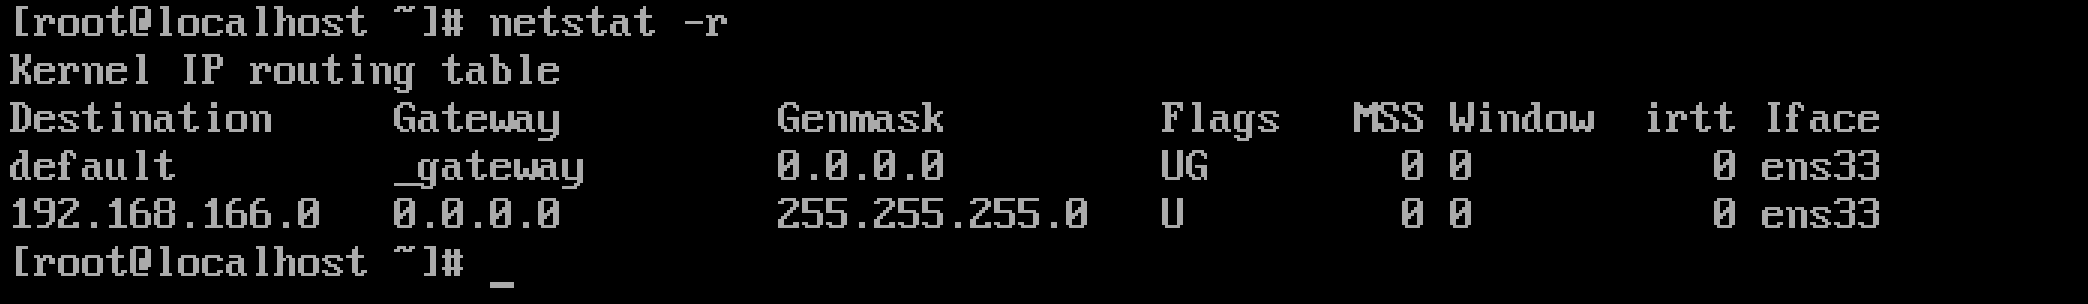 [root@localhost ~]# netstat -r
Kernel IP routing table
Destination     Gateway         Genmask         Flags   MSS Window  irtt Iface
default         _gateway        0.0.0.0         UG        0 0          0 ens33
192.168.166.0   0.0.0.0         255.255.255.0   U         0 0          0 ens33
[root@localhost ~]# _